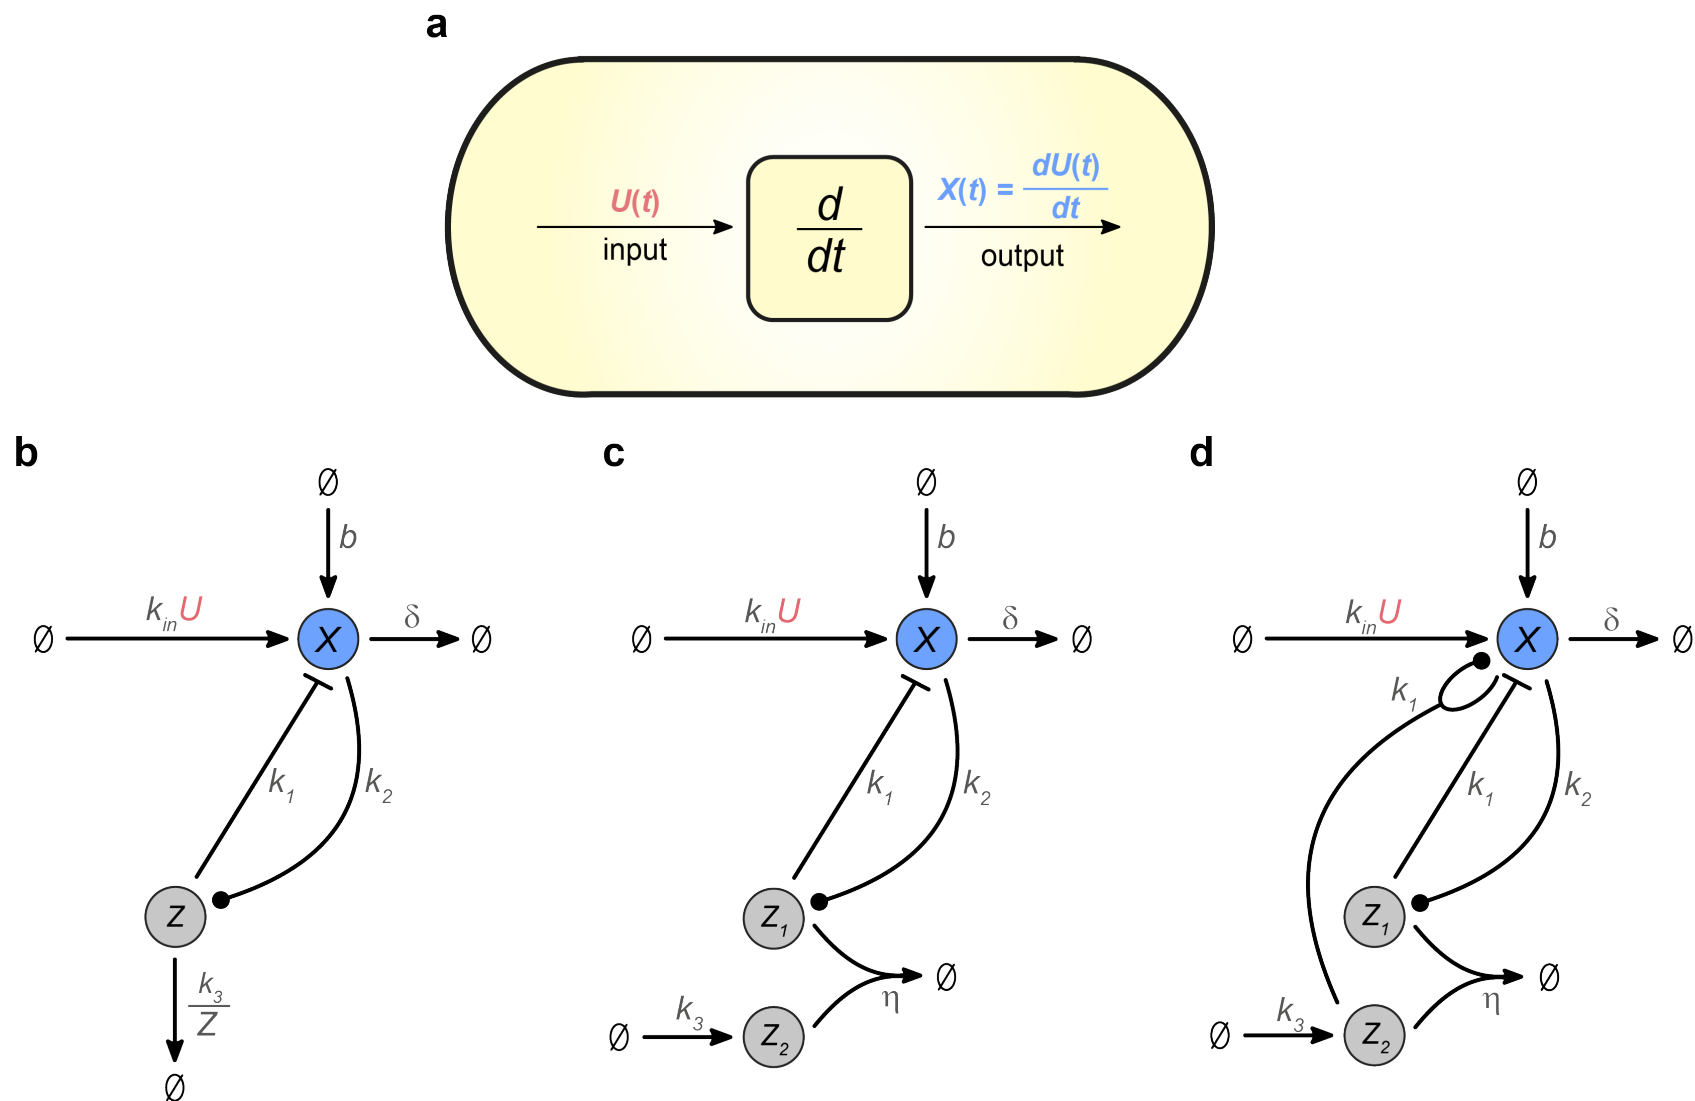 a
U(t)
input
d
dt
X(t) = dU(t)
dt
output
b
∅
b
k_in U
∅
X
δ
∅
k_1
k_2
Z
k_3
Z
∅
c
∅
b
k_in U
∅
X
δ
∅
k_1
k_2
Z_1
∅
η
∅
k_3
Z_2
d
∅
b
k_in U
∅
X
δ
∅
k_1
k_1
k_2
Z_1
∅
η
∅
k_3
Z_2